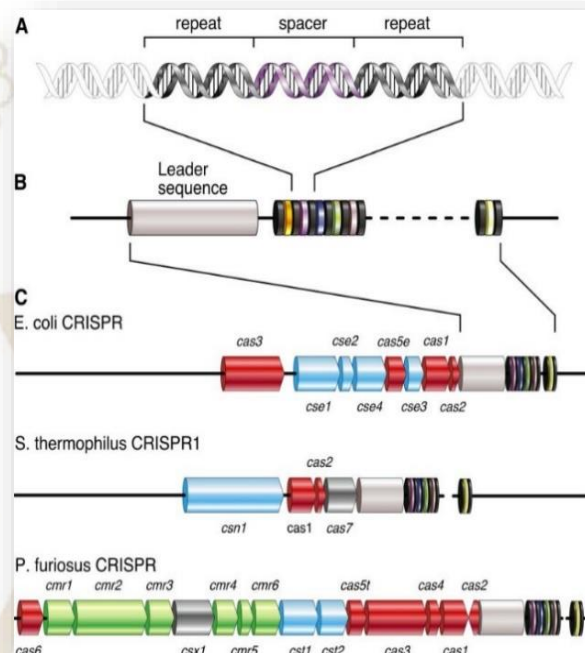 A
repeat spacer repeat
B
Leader
sequence
C
E. coli CRISPR
cas3 cse2 cas5e cas1
cse1 cse4 cse3 cas2
S. thermophilus CRISPR1
cas2
csn1 cas1 cas7
P. furiosus CRISPR
cmr1 cmr2 cmr3 cmr4 cmr6 cas5t cas4 cas2
cas6 csx1 cmr5 cst1 cst2 cas3 cas1